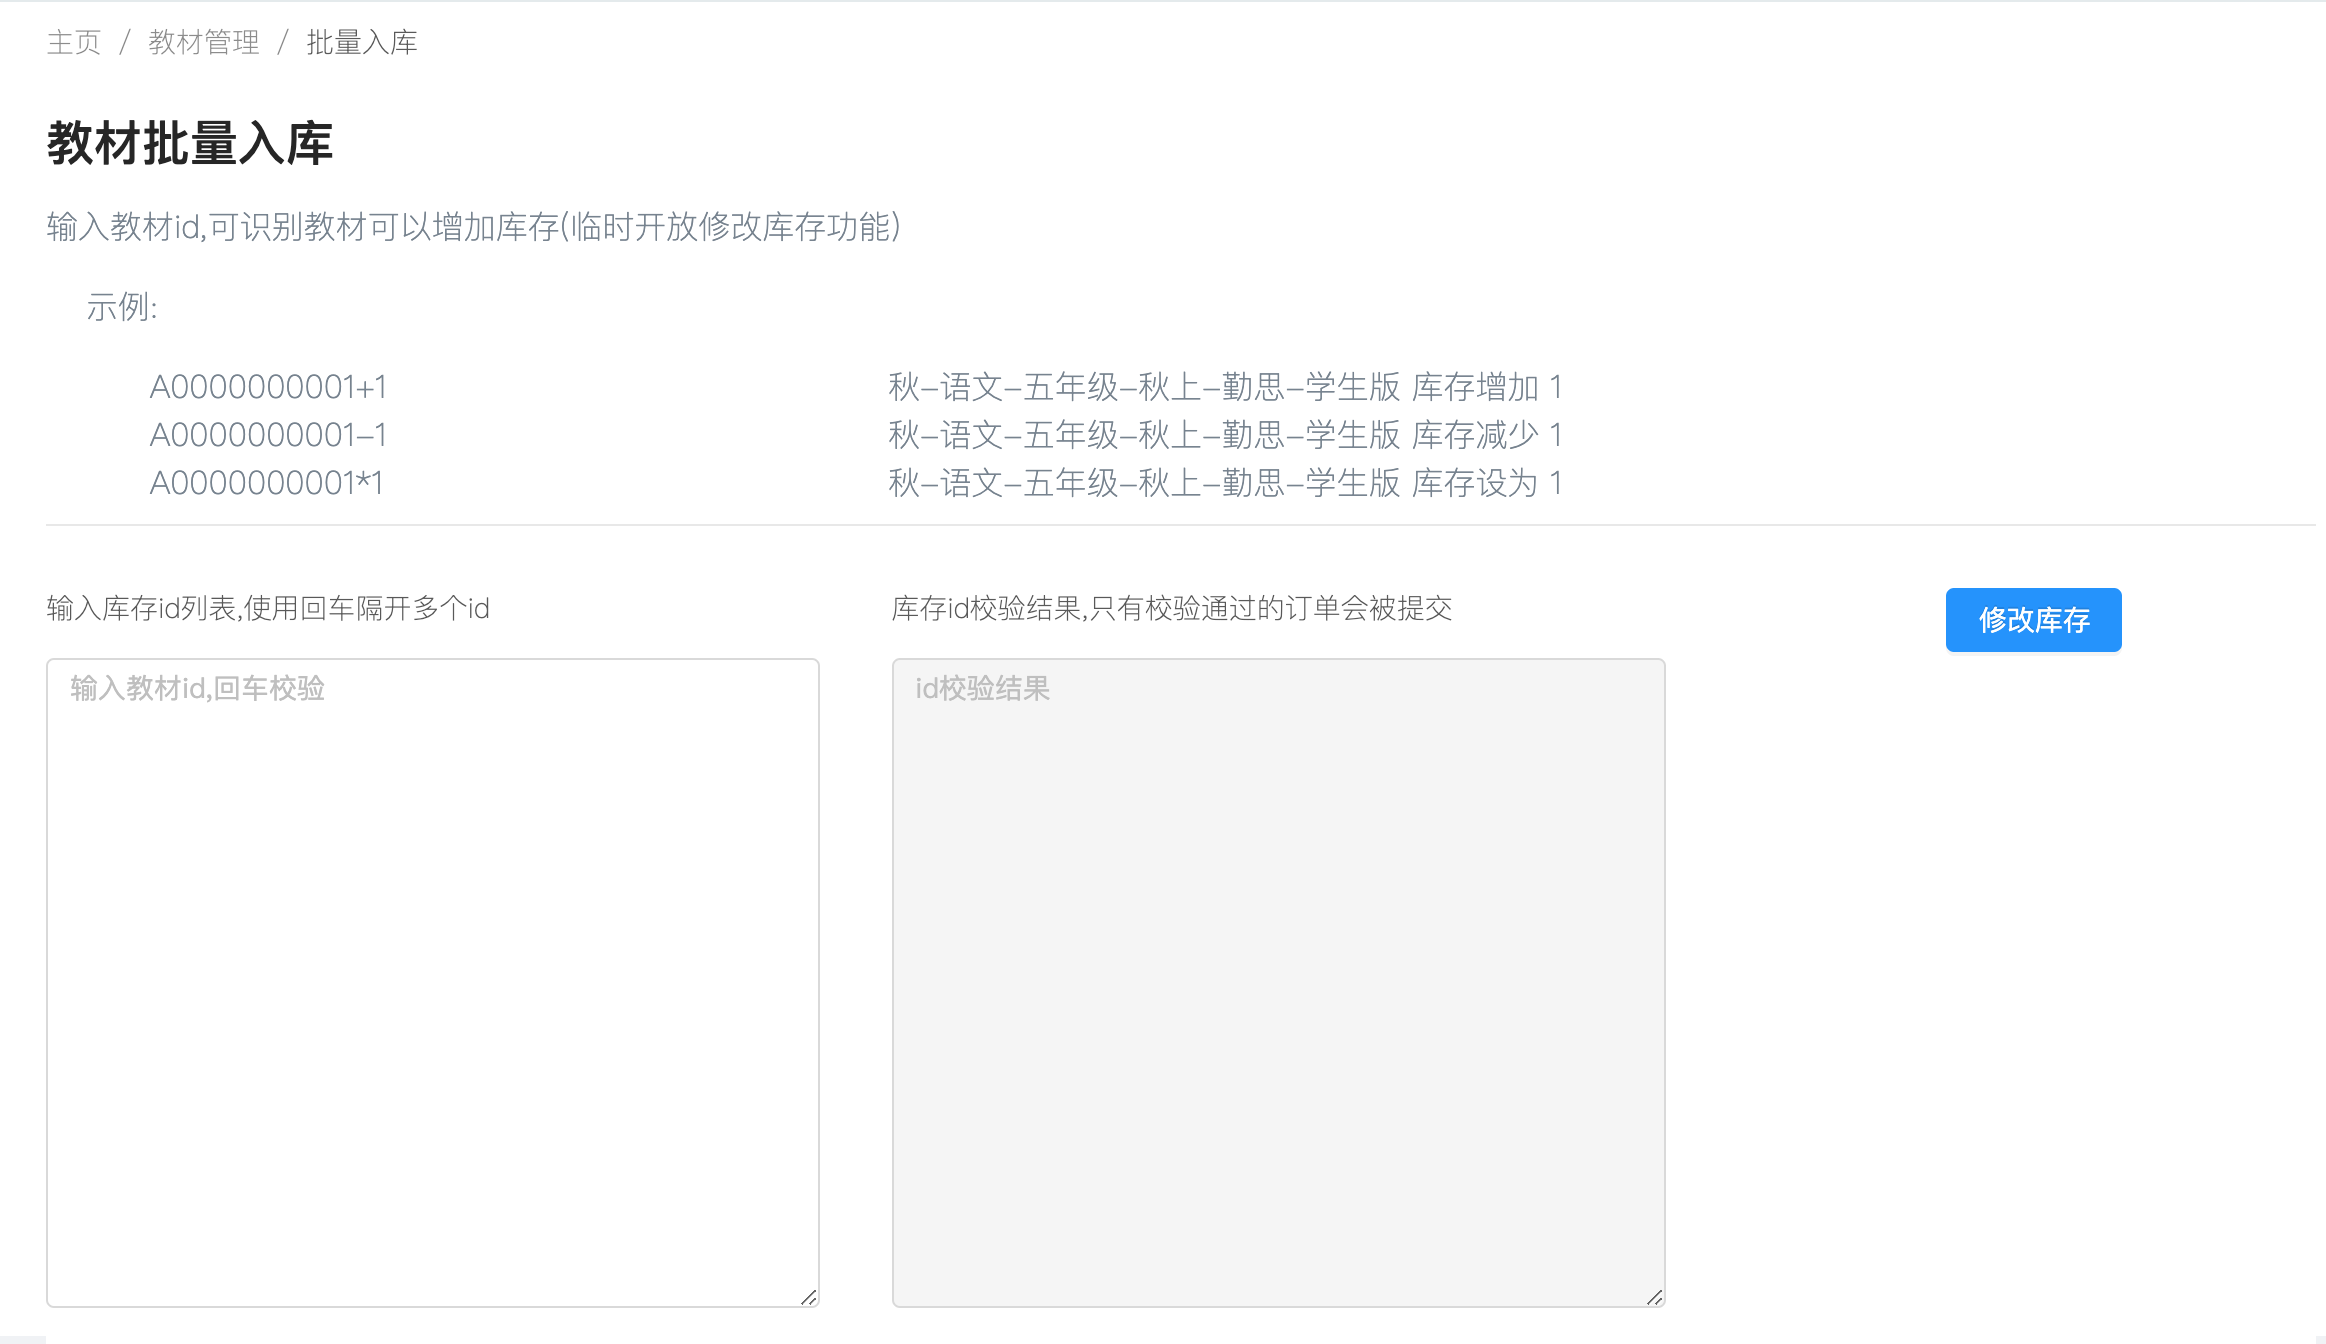 主页 / 教材管理 / 批量入库
教材批量入库
输入教材id,可识别教材可以增加库存(临时开放修改库存功能)
示例:
A0000000001+1 秋-语文-五年级-秋上-勤思-学生版 库存增加 1
A0000000001-1 秋-语文-五年级-秋上-勤思-学生版 库存减少 1
A0000000001*1 秋-语文-五年级-秋上-勤思-学生版 库存设为 1
输入库存id列表,使用回车隔开多个id
输入教材id,回车校验
库存id校验结果,只有校验通过的订单会被提交
id校验结果
修改库存